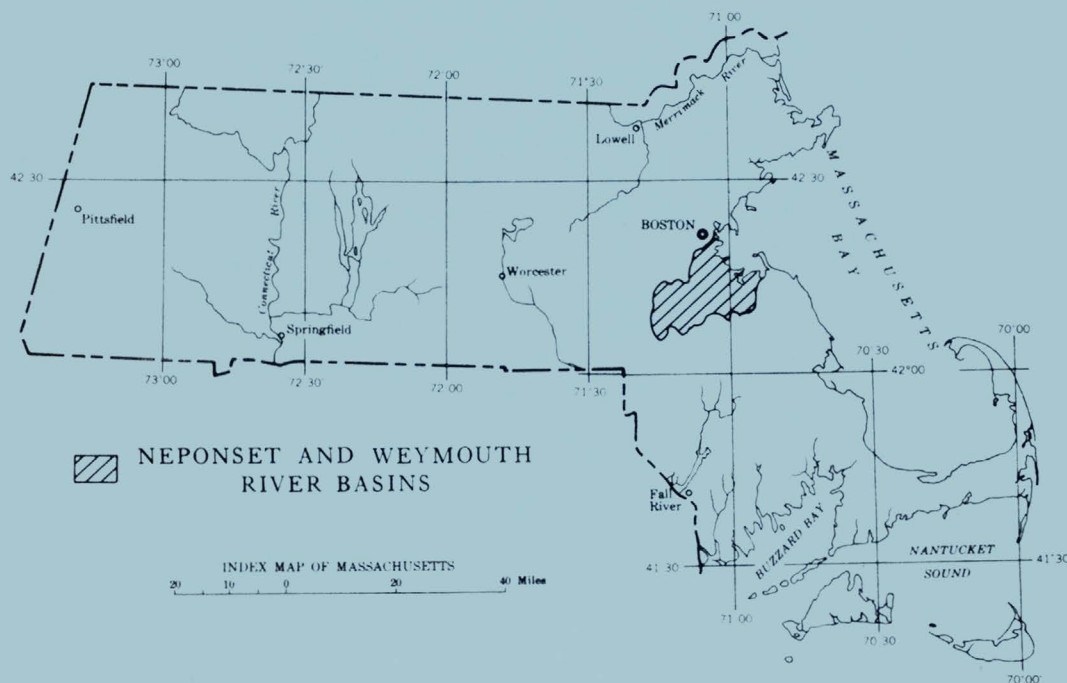 71 00
73°00
72°30
72°00
71°30
Merrimack River
Lowell
42 30
42 30
MASSACHUSETTS BAY
Pittsfield
BOSTON
Connecticut River
Worcester
Springfield
70°00
70 30
73°00
72°30
72°00
71°30
42°00
NEPONSET AND WEYMOUTH
RIVER BASINS
Fall
River
BUZZARD BAY
NANTUCKET
SOUND
41°30
41°30
INDEX MAP OF MASSACHUSETTS
20 10 0 20 40 Miles
71 00
70 30
70°00'